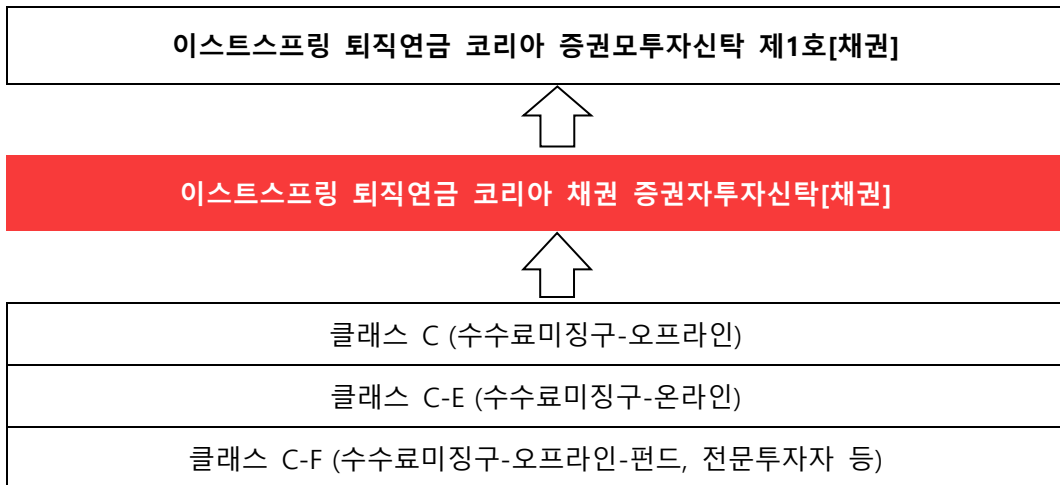 이스트스프링 퇴직연금 코리아 증권모투자신탁 제1호[채권]
이스트스프링 퇴직연금 코리아 채권 증권자투자신탁[채권]
클래스 C (수수료미징구-오프라인)
클래스 C-E (수수료미징구-온라인)
클래스 C-F (수수료미징구-오프라인-펀드, 전문투자자 등)